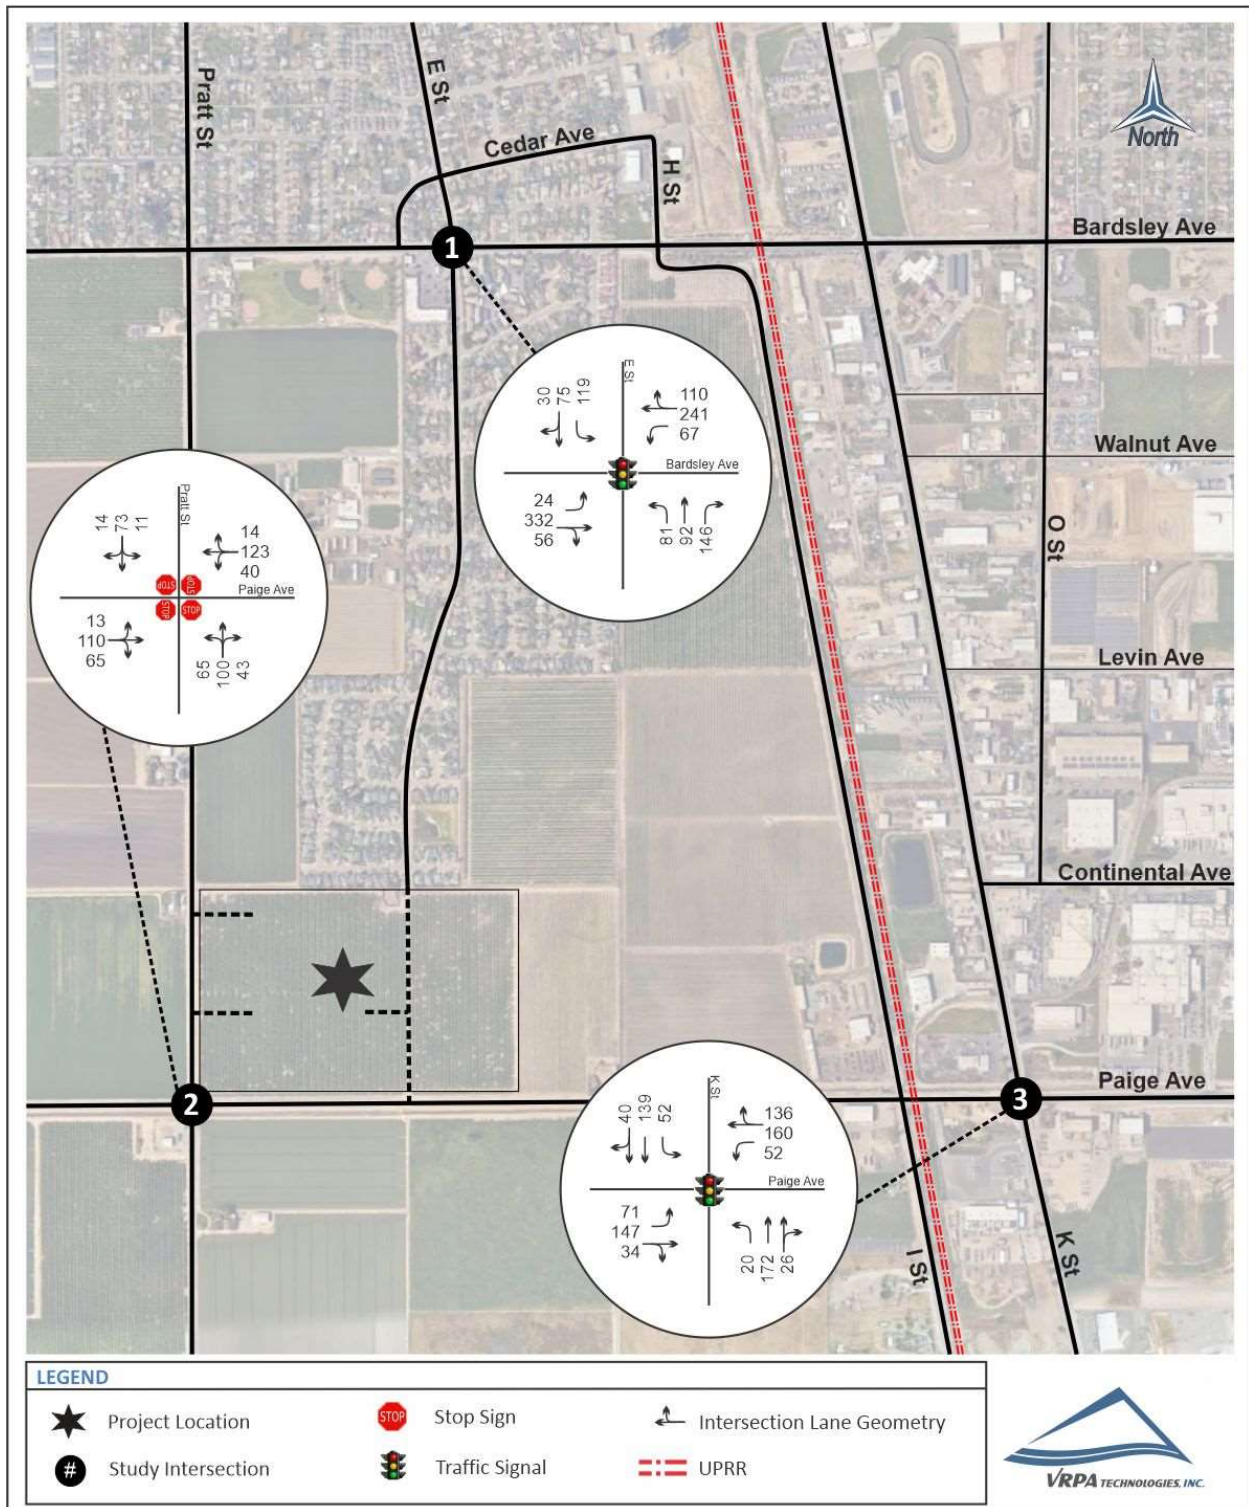 Pratt St
E St
Cedar Ave
H St
North
Bardsley Ave
1
E St
30
75
119
110
241
67
Bardsley Ave
24
332
56
81
92
146
Walnut Ave
O St
Levin Ave
Continental Ave
Pratt St
14
73
11
14
123
40
STOP
STOP
STOP
STOP
Paige Ave
13
110
65
65
100
43
2
Paige Ave
3
K St
40
139
52
136
160
52
Paige Ave
71
147
34
20
172
26
I St
K St
LEGEND
Project Location
STOP
Stop Sign
Intersection Lane Geometry
#
Study Intersection
Traffic Signal
UPRR
VRPA TECHNOLOGIES, INC.